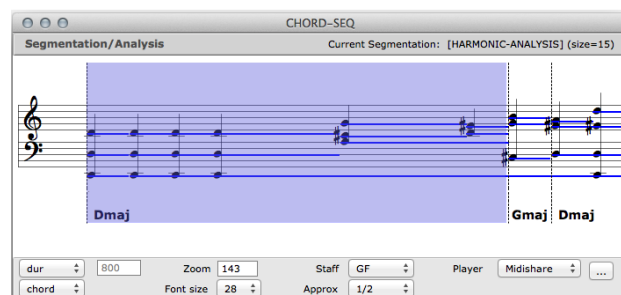 CHORD-SEQ
Segmentation/Analysis Current Segmentation: [HARMONIC-ANALYSIS] (size=15)
Dmaj Gmaj Dmaj
dur 800 Zoom 143 Staff GF Player Midishare ...
chord Font size 28 Approx 1/2